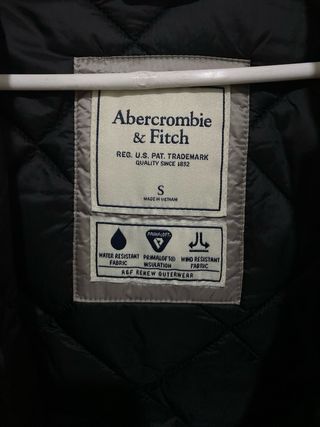 Abercrombie
& Fitch
REG. U.S. PAT. TRADEMARK
QUALITY SINCE 1892
S
MADE IN VIETNAM
PRIMALOFT
WATER RESISTANT PRIMALOFT® WIND RESISTANT
FABRIC INSULATION FABRIC
A&F RENEW OUTERWEAR